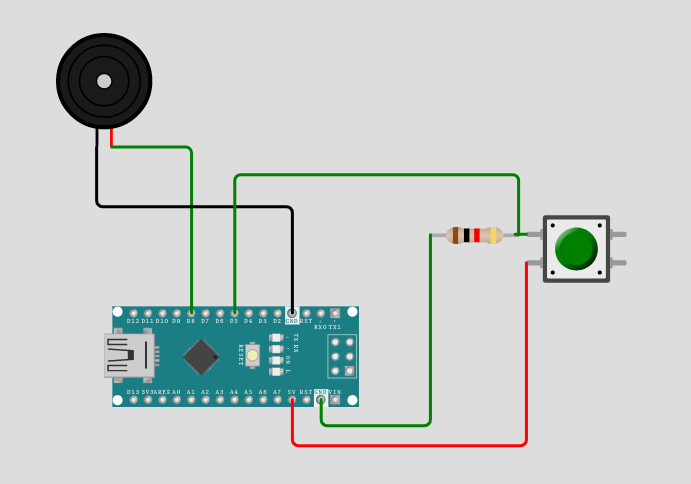 D12 D11 D10 D9 D8 D7 D6 D5 D4 D3 D2 GND RST
RX0 TX1
RESET
TX RX ON L
D13 3V3 AREF A0 A1 A2 A3 A4 A5 A6 A7 5V RST GND VIN